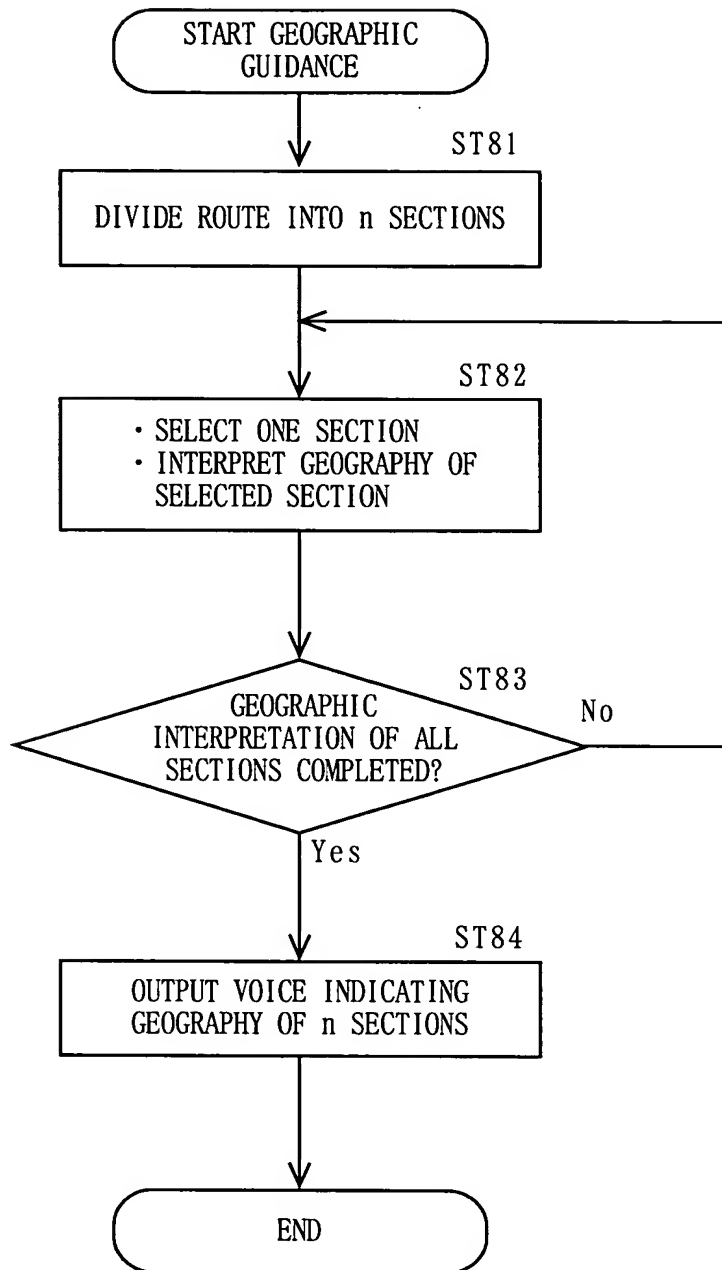 START GEOGRAPHIC
GUIDANCE
ST81
DIVIDE ROUTE INTO n SECTIONS
ST82
・SELECT ONE SECTION
・INTERPRET GEOGRAPHY OF
SELECTED SECTION
ST83
GEOGRAPHIC
INTERPRETATION OF ALL
SECTIONS COMPLETED?
No
Yes
ST84
OUTPUT VOICE INDICATING
GEOGRAPHY OF n SECTIONS
END